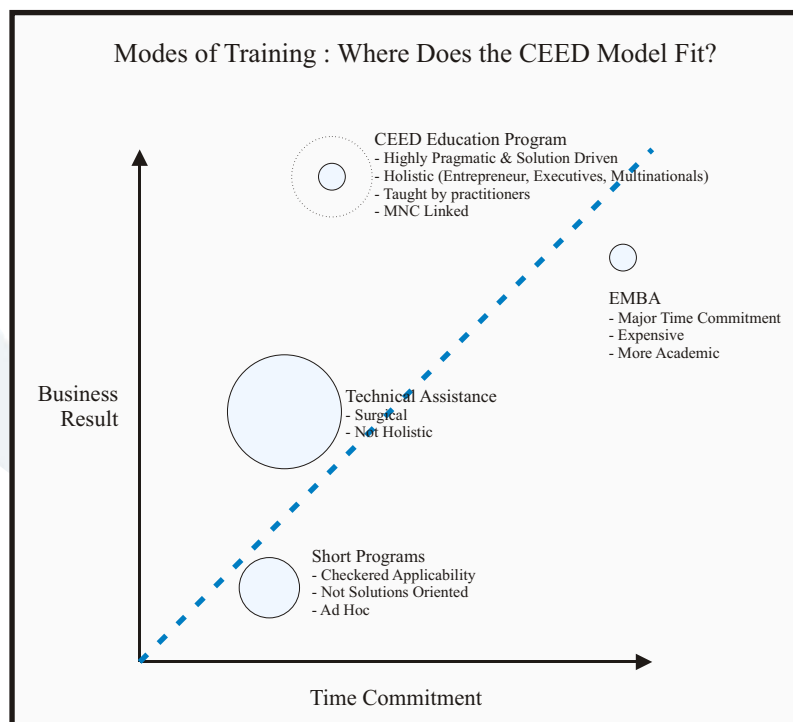 Modes of Training : Where Does the CEED Model Fit?
CEED Education Program
- Highly Pragmatic & Solution Driven
- Holistic (Entrepreneur, Executives, Multinationals)
- Taught by practitioners
- MNC Linked
EMBA
- Major Time Commitment
- Expensive
- More Academic
Business
Result
Technical Assistance
- Surgical
- Not Holistic
Short Programs
- Checkered Applicability
- Not Solutions Oriented
- Ad Hoc
Time Commitment